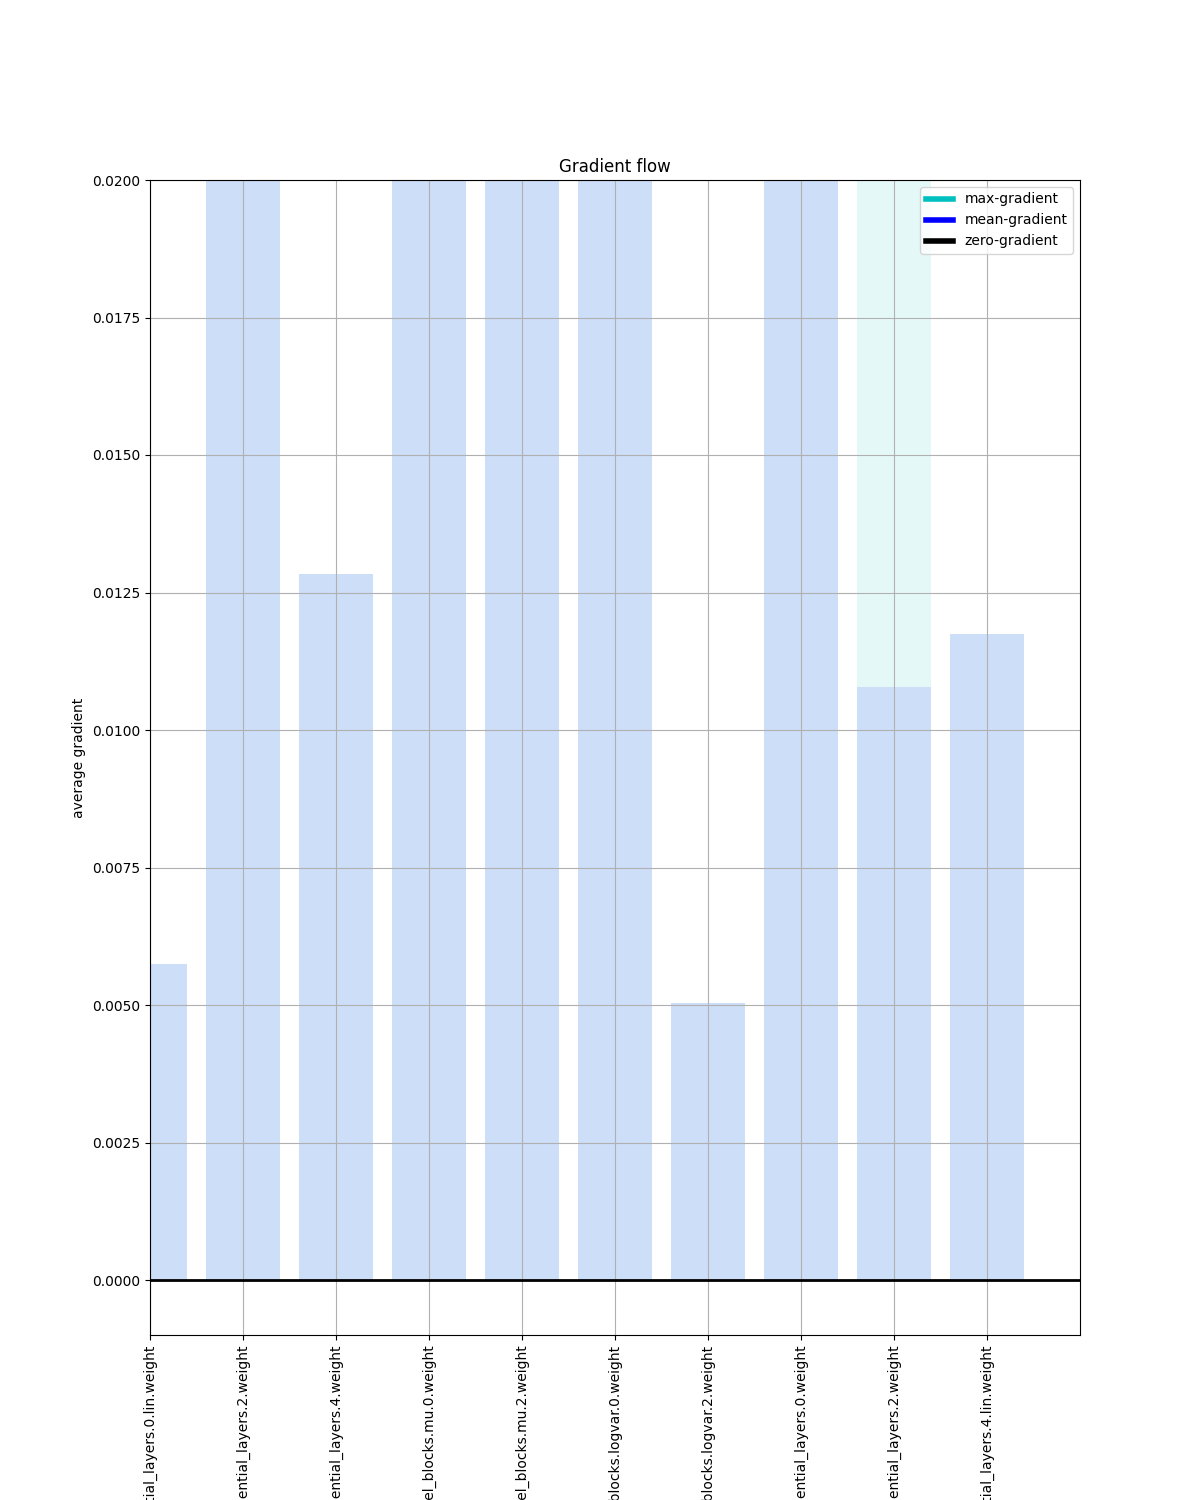 Gradient flow
max-gradient
mean-gradient
zero-gradient
0.0200
0.0175
0.0150
0.0125
0.0100
0.0075
0.0050
0.0025
0.0000
average gradient
tial_layers.0.lin.weight
ential_layers.2.weight
ential_layers.4.weight
el_blocks.mu.0.weight
el_blocks.mu.2.weight
blocks.logvar.0.weight
blocks.logvar.2.weight
ential_layers.0.weight
ential_layers.2.weight
tial_layers.4.lin.weight